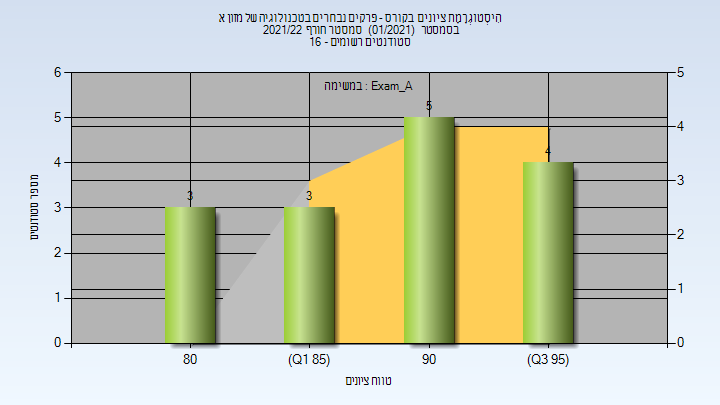 היסטוגרמת ציונים בקורס - פרקים נבחרים בטכנולוגיה של מזון א
בסמסטר (01/2021) סמסטר חורף 2021/22
סטודנטים רשומים - 16
במשימה : Exam_A
6
5
4
3
2
1
0
5
4
3
2
1
0
3
3
5
4
מספר סטודנטים
80
(Q1 85)
90
(Q3 95)
טווח ציונים